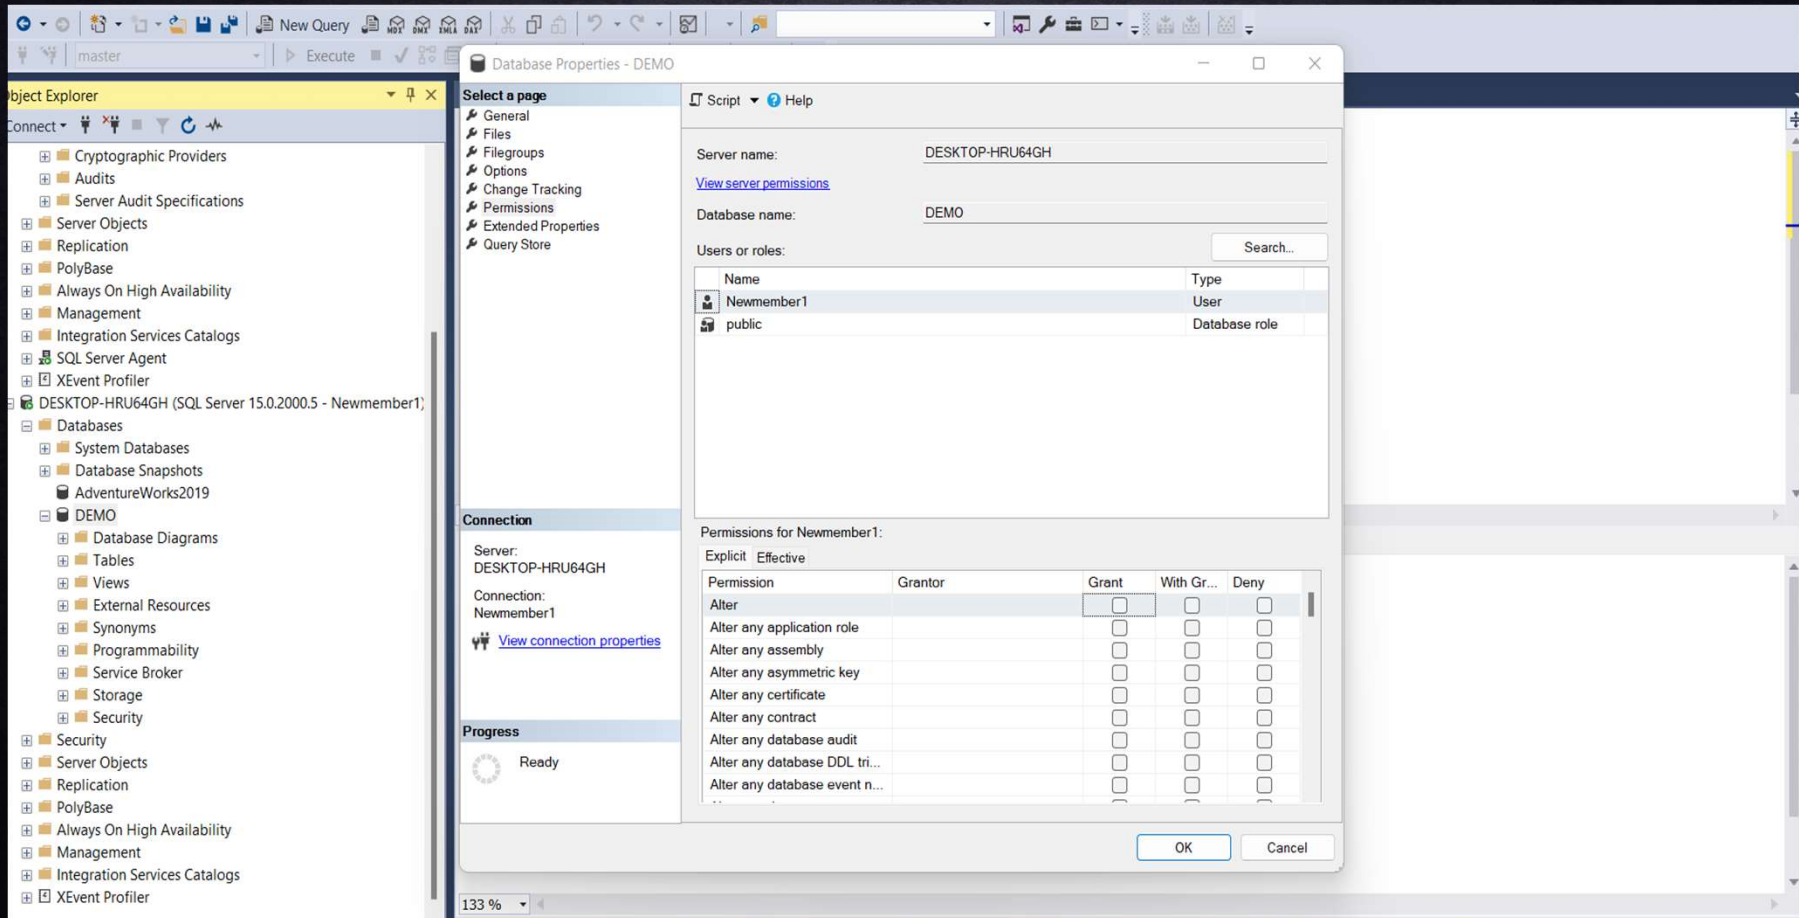 New Query
MDX DMX XMLA DAX
master
Execute
bject Explorer
Connect
Cryptographic Providers
Audits
Server Audit Specifications
Server Objects
Replication
PolyBase
Always On High Availability
Management
Integration Services Catalogs
SQL Server Agent
XEvent Profiler
DESKTOP-HRU64GH (SQL Server 15.0.2000.5 - Newmember1)
Databases
System Databases
Database Snapshots
AdventureWorks2019
DEMO
Database Diagrams
Tables
Views
External Resources
Synonyms
Programmability
Service Broker
Storage
Security
Security
Server Objects
Replication
PolyBase
Always On High Availability
Management
Integration Services Catalogs
XEvent Profiler
Database Properties - DEMO
Select a page
General
Files
Filegroups
Options
Change Tracking
Permissions
Extended Properties
Query Store
Connection
Server:
DESKTOP-HRU64GH
Connection:
Newmember1
View connection properties
Progress
Ready
Script Help
Server name: DESKTOP-HRU64GH
View server permissions
Database name: DEMO
Users or roles: Search...
Name Type
Newmember1 User
public Database role
Permissions for Newmember1:
Explicit Effective
Permission Grantor Grant With Gr... Deny
Alter
Alter any application role
Alter any assembly
Alter any asymmetric key
Alter any certificate
Alter any contract
Alter any database audit
Alter any database DDL tri...
Alter any database event n...
OK Cancel
133 %